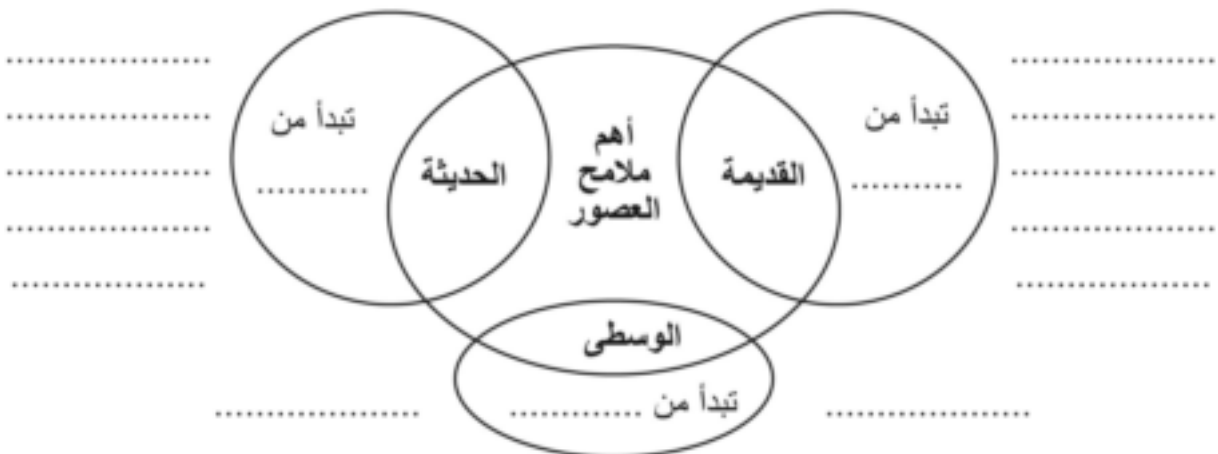 تبدأ من
...........
القديمة
أهم
ملامح
العصور
تبدأ من
...........
الحديثة
الوسطى
تبدأ من .............